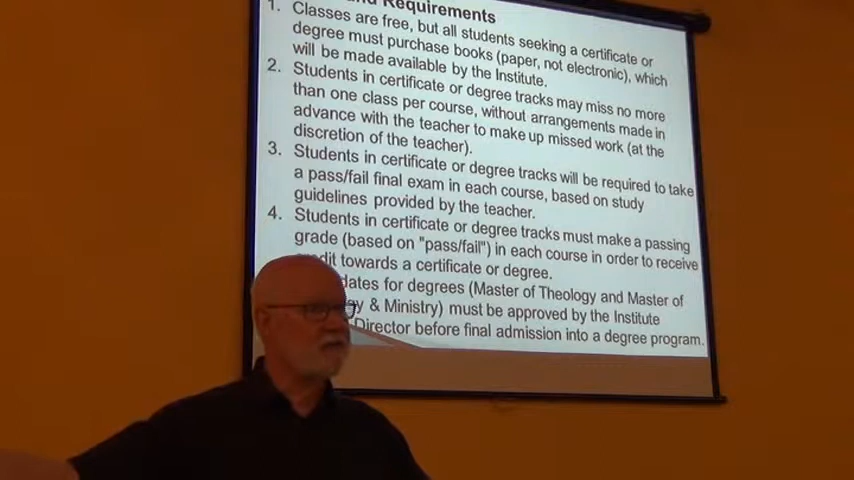 Requirements
1. Classes are free, but all students seeking a certificate or
degree must purchase books (paper, not electronic), which
will be made available by the Institute.
2. Students in certificate or degree tracks may miss no more
than one class per course, without arrangements made in
advance with the teacher to make up missed work (at the
discretion of the teacher).
3. Students in certificate or degree tracks will be required to take
a pass/fail final exam in each course, based on study
guidelines provided by the teacher.
4. Students in certificate or degree tracks must make a passing
grade (based on "pass/fail") in each course in order to receive
towards a certificate or degree.
for degrees (Master of Theology and Master of
& Ministry) must be approved by the Institute
Director before final admission into a degree program.